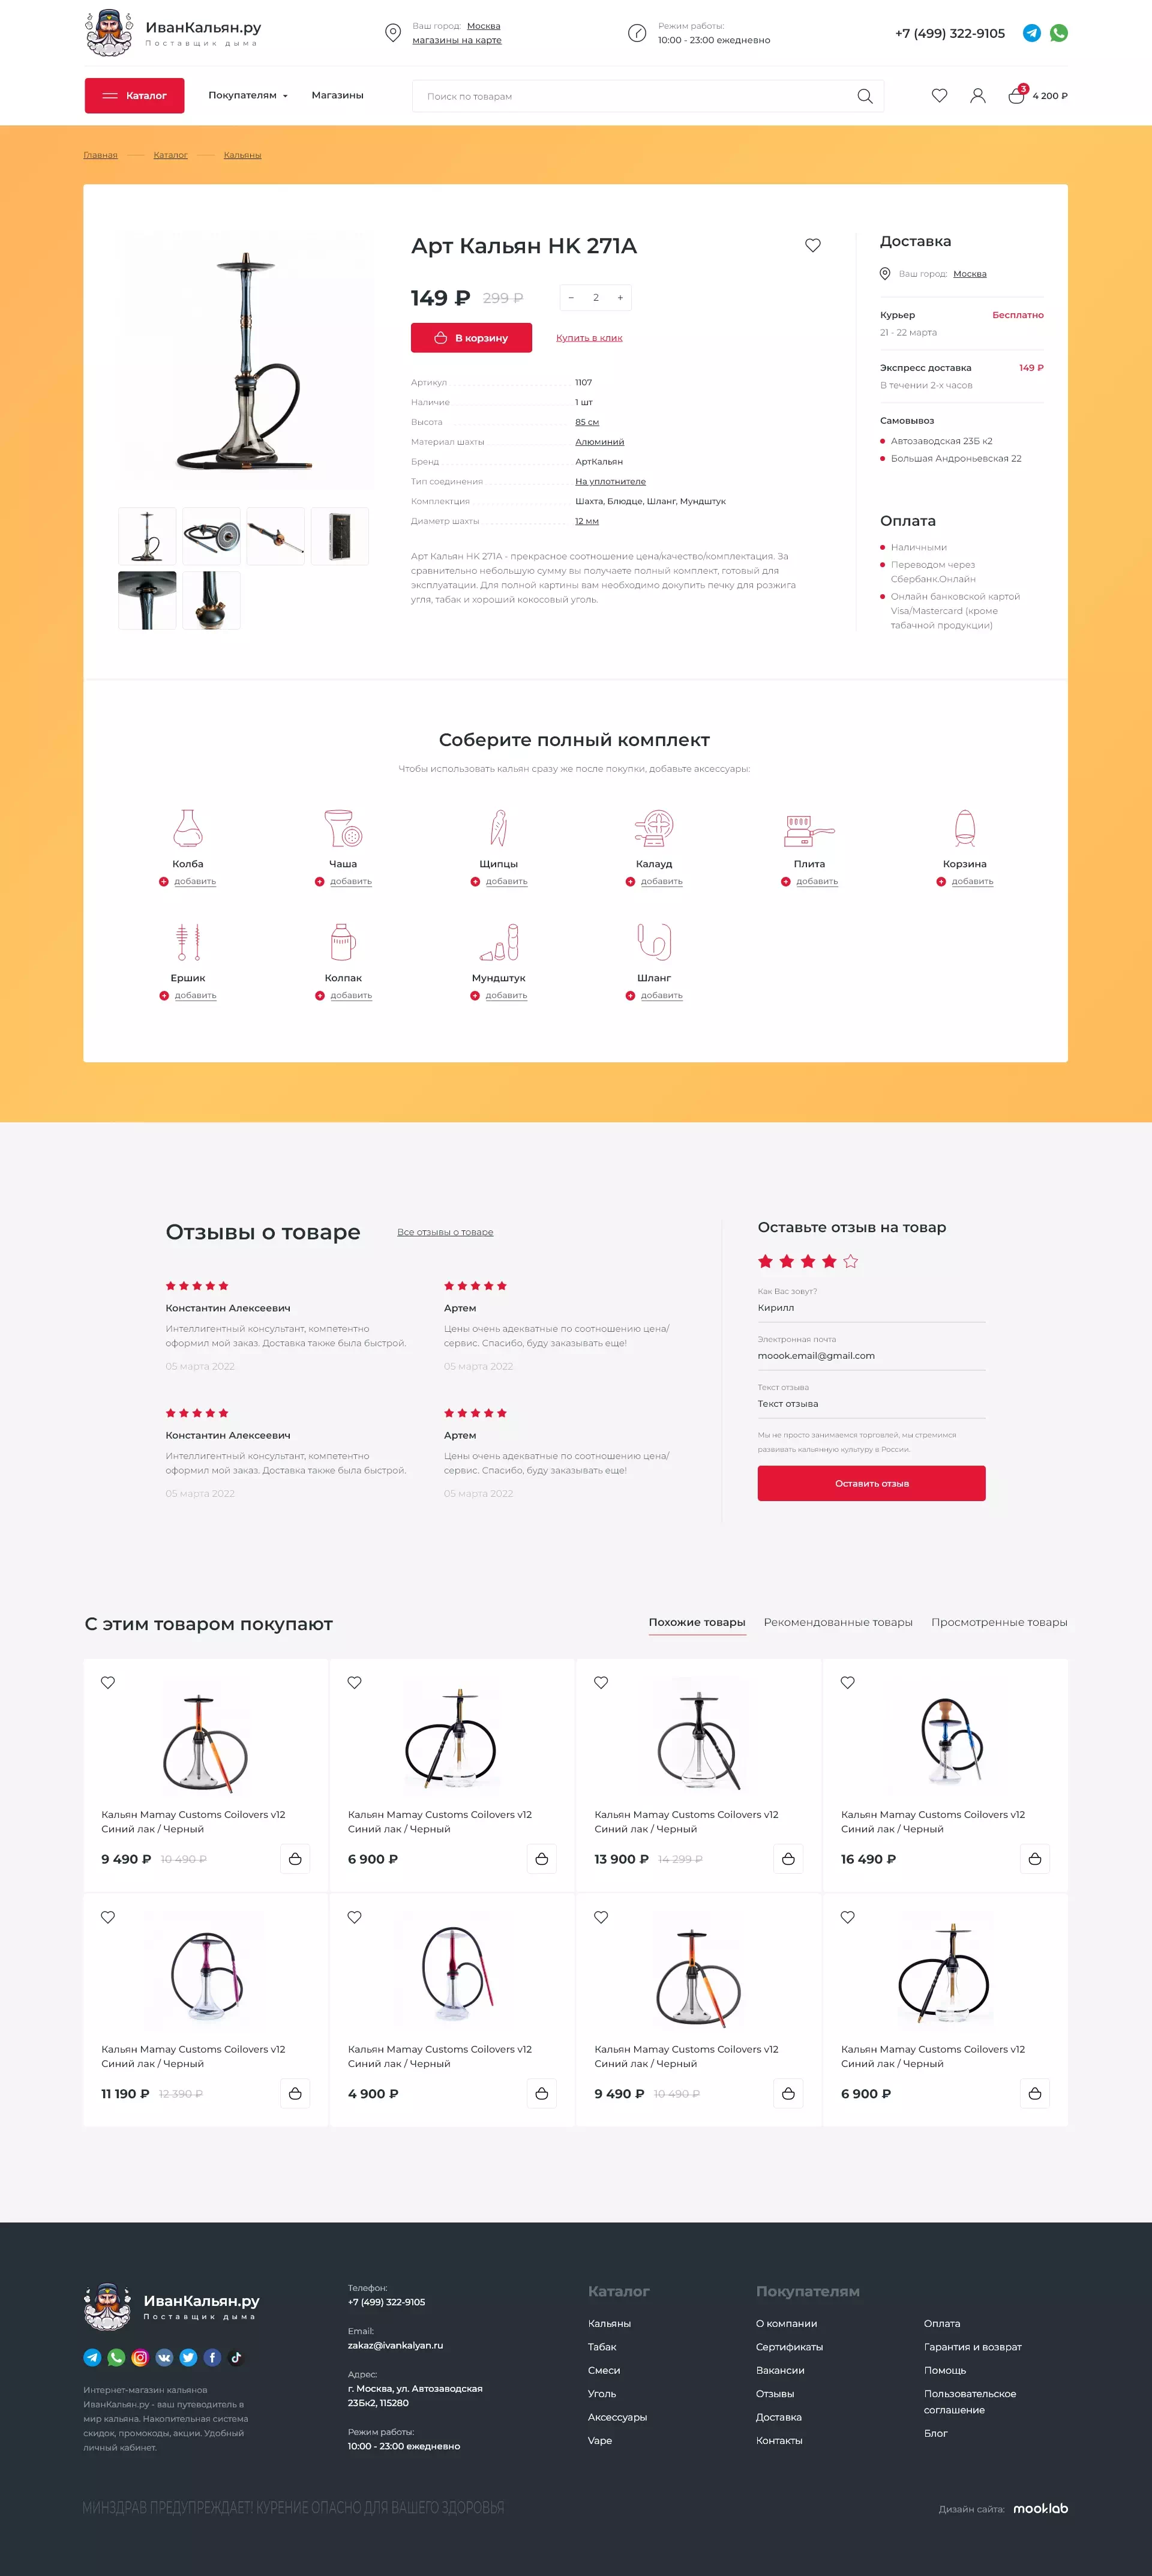 ИванКальян.ру
Поставщик дыма
Ваш город: Москва
магазины на карте
Режим работы:
10:00 - 23:00 ежедневно
+7 (499) 322-9105
Каталог
Покупателям
Магазины
Поиск по товарам
3
4 200 ₽
Главная
Каталог
Кальяны
Арт Кальян HK 271A
149 ₽ 299 ₽
− 2 +
В корзину
Купить в клик
Артикул 1107
Наличие 1 шт
Высота 85 см
Материал шахты Алюминий
Бренд АртКальян
Тип соединения На уплотнителе
Комплектция Шахта, Блюдце, Шланг, Мундштук
Диаметр шахты 12 мм
Арт Кальян HK 271A - прекрасное соотношение цена/качество/комплектация. За
сравнительно небольшую сумму вы получаете полный комплект, готовый для
эксплуатации. Для полной картины вам необходимо докупить печку для розжига
угля, табак и хороший кокосовый уголь.
Доставка
Ваш город: Москва
Курьер Бесплатно
21 - 22 марта
Экспресс доставка 149 ₽
В течении 2-х часов
Самовывоз
Автозаводская 23Б к2
Большая Андроньевская 22
Оплата
Наличными
Переводом через
Сбербанк.Онлайн
Онлайн банковской картой
Visa/Mastercard (кроме
табачной продукции)
Соберите полный комплект
Чтобы использовать кальян сразу же после покупки, добавьте аксессуары:
Колба
добавить
Чаша
добавить
Щипцы
добавить
Калауд
добавить
Плита
добавить
Корзина
добавить
Ершик
добавить
Колпак
добавить
Мундштук
добавить
Шланг
добавить
Отзывы о товаре
Все отзывы о товаре
Константин Алексеевич
Интеллигентный консультант, компетентно
оформил мой заказ. Доставка также была быстрой.
05 марта 2022
Артем
Цены очень адекватные по соотношению цена/
сервис. Спасибо, буду заказывать еще!
05 марта 2022
Константин Алексеевич
Интеллигентный консультант, компетентно
оформил мой заказ. Доставка также была быстрой.
05 марта 2022
Артем
Цены очень адекватные по соотношению цена/
сервис. Спасибо, буду заказывать еще!
05 марта 2022
Оставьте отзыв на товар
Как Вас зовут?
Кирилл
Электронная почта
moook.email@gmail.com
Текст отзыва
Текст отзыва
Мы не просто занимаемся торговлей, мы стремимся
развивать кальянную культуру в России.
Оставить отзыв
С этим товаром покупают
Похожие товары
Рекомендованные товары
Просмотренные товары
Кальян Mamay Customs Coilovers v12
Синий лак / Черный
9 490 ₽ 10 490 ₽
Кальян Mamay Customs Coilovers v12
Синий лак / Черный
6 900 ₽
Кальян Mamay Customs Coilovers v12
Синий лак / Черный
13 900 ₽ 14 299 ₽
Кальян Mamay Customs Coilovers v12
Синий лак / Черный
16 490 ₽
Кальян Mamay Customs Coilovers v12
Синий лак / Черный
11 190 ₽ 12 390 ₽
Кальян Mamay Customs Coilovers v12
Синий лак / Черный
4 900 ₽
Кальян Mamay Customs Coilovers v12
Синий лак / Черный
9 490 ₽ 10 490 ₽
Кальян Mamay Customs Coilovers v12
Синий лак / Черный
6 900 ₽
ИванКальян.ру
Поставщик дыма
Интернет-магазин кальянов
ИванКальян.ру - ваш путеводитель в
мир кальяна. Накопительная система
скидок, промокоды, акции. Удобный
личный кабинет.
Телефон:
+7 (499) 322-9105
Email:
zakaz@ivankalyan.ru
Адрес:
г. Москва, ул. Автозаводская
23Бк2, 115280
Режим работы:
10:00 - 23:00 ежедневно
Каталог
Кальяны
Табак
Смеси
Уголь
Аксессуары
Vape
Покупателям
О компании
Сертификаты
Вакансии
Отзывы
Доставка
Контакты
Оплата
Гарантия и возврат
Помощь
Пользовательское
соглашение
Блог
МИНЗДРАВ ПРЕДУПРЕЖДАЕТ! КУРЕНИЕ ОПАСНО ДЛЯ ВАШЕГО ЗДОРОВЬЯ
Дизайн сайта: mooklab